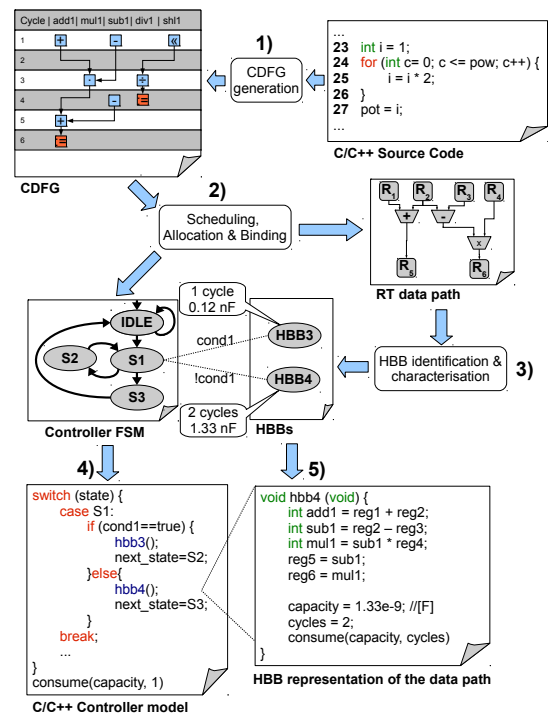 Cycle | add1| mul1| sub1| div1 | shl1
1 + - «
2
3 · ÷
4 - :=
5 +
6 :=
CDFG
1)
CDFG
generation
...
23 int i = 1;
24 for (int c= 0; c <= pow; c++) {
25 i = i * 2;
26 }
27 pot = i;
...
C/C++ Source Code
2)
Scheduling,
Allocation & Binding
R1 R2 R3 R4
+ -
x
R5 R6
RT data path
1 cycle
0.12 nF
IDLE
S2 S1
S3
cond1
!cond1
HBB3
HBB4
2 cycles
1.33 nF
Controller FSM
HBBs
HBB identification &
characterisation
3)
4)
switch (state) {
case S1:
if (cond1==true) {
hbb3();
next_state=S2;
}else{
hbb4();
next_state=S3;
}
break;
...
}
consume(capacity, 1)
C/C++ Controller model
5)
void hbb4 (void) {
int add1 = reg1 + reg2;
int sub1 = reg2 – reg3;
int mul1 = sub1 * reg4;
reg5 = sub1;
reg6 = mul1;
capacity = 1.33e-9; //[F]
cycles = 2;
consume(capacity, cycles)
}
HBB representation of the data path